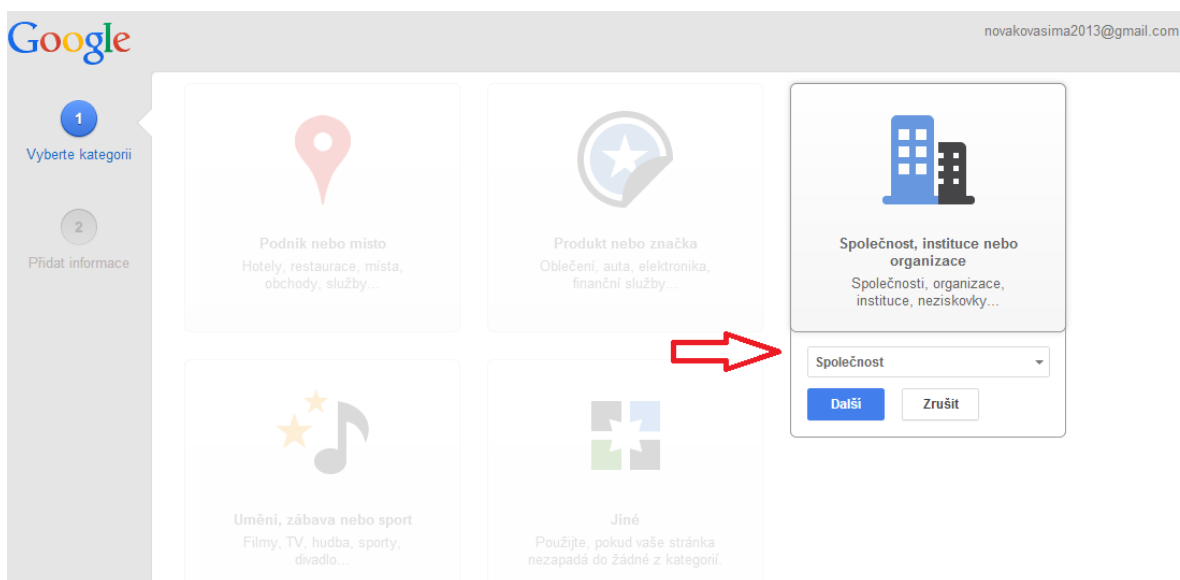 Google
novakovasima2013@gmail.com
1
Vyberte kategorii
2
Přidat informace
Podnik nebo místo
Hotely, restaurace, místa,
obchody, služby...
Produkt nebo značka
Oblečení, auta, elektronika,
finanční služby...
Společnost, instituce nebo
organizace
Společnosti, organizace,
instituce, neziskovky...
Společnost
Další
Zrušit
Umění, zábava nebo sport
Filmy, TV, hudba, sporty,
divadlo...
Jiné
Použijte, pokud vaše stránka
nezapadá do žádné z kategorií.